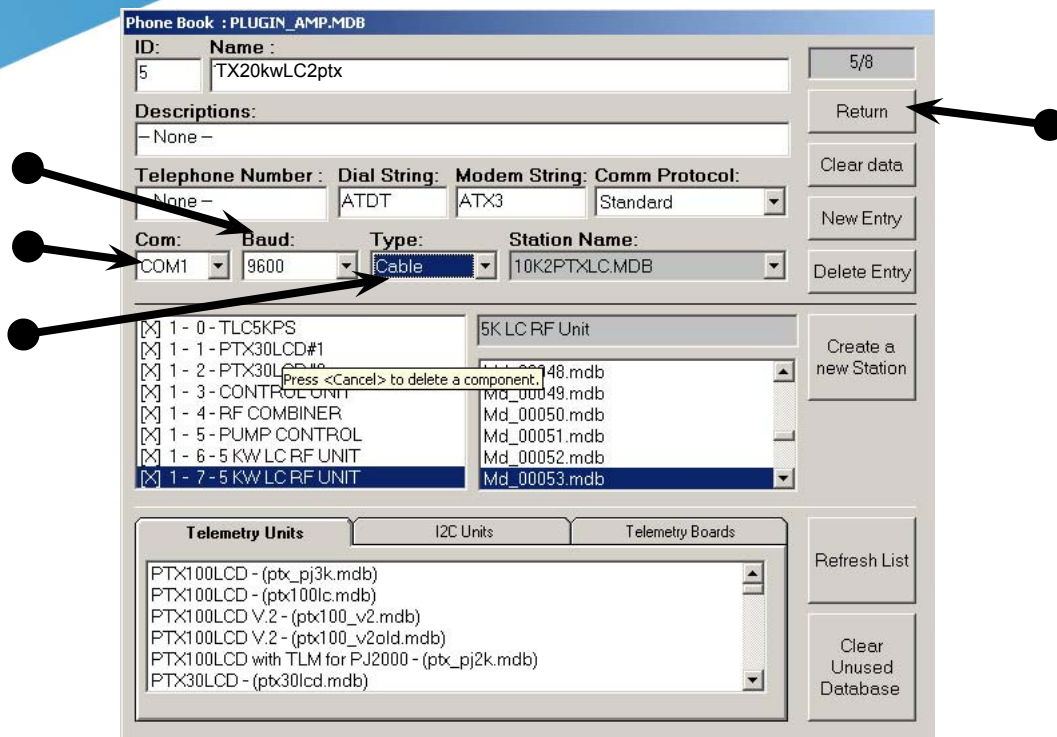 Phone Book : PLUGIN_AMP.MDB
ID: Name :
5 TX20kwLC2ptx
5/8
Descriptions:
Return
-- None --
Clear data
Telephone Number : Dial String: Modem String: Comm Protocol:
None -- ATDT ATX3 Standard
New Entry
Com: Baud: Type: Station Name:
COM1 9600 Cable 10K2PTXLC.MDB
Delete Entry
[X] 1 - 0 - TLC5KPS
[X] 1 - 1 - PTX30LCD#1
[X] 1 - 2 - PTX30L
[X] 1 - 3 - CONTROL UNIT
[X] 1 - 4 - RF COMBINER
[X] 1 - 5 - PUMP CONTROL
[X] 1 - 6 - 5 KW LC RF UNIT
[X] 1 - 7 - 5 KW LC RF UNIT
Press <Cancel> to delete a component.
5K LC RF Unit
48.mdb
Md_00049.mdb
Md_00050.mdb
Md_00051.mdb
Md_00052.mdb
Md_00053.mdb
Create a
new Station
Telemetry Units I2C Units Telemetry Boards
PTX100LCD - (ptx_pj3k.mdb)
PTX100LCD - (ptx100lc.mdb)
PTX100LCD V.2 - (ptx100_v2.mdb)
PTX100LCD V.2 - (ptx100_v2old.mdb)
PTX100LCD with TLM for PJ2000 - (ptx_pj2k.mdb)
PTX30LCD - (ptx30lcd.mdb)
Refresh List
Clear
Unused
Database